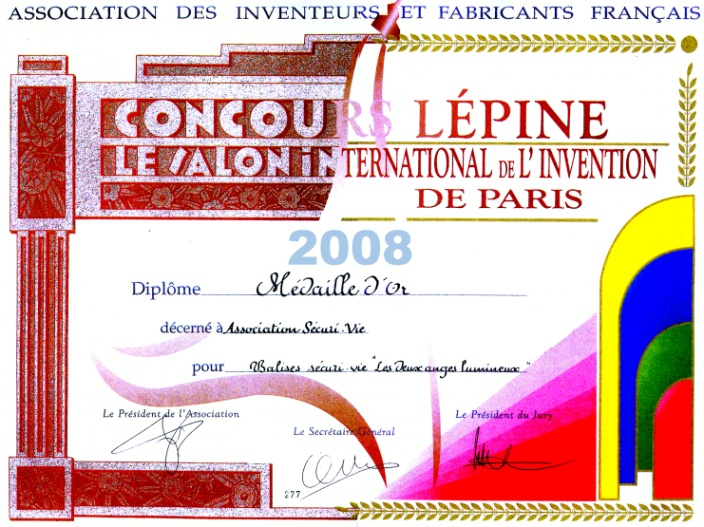 ASSOCIATION DES INVENTEURS ET FABRICANTS FRANÇAIS
CONCOURS LÉPINE
LE SALON INTERNATIONAL DE L'INVENTION
DE PARIS
2008
Diplôme Médaille d'Or
décerné à Association Sécuri-Vie
pour Balises sécuri-vie "Les Deux anges lumineux"
Le Président de l'Association
Le Secrétaire Général
Le Président du Jury
277